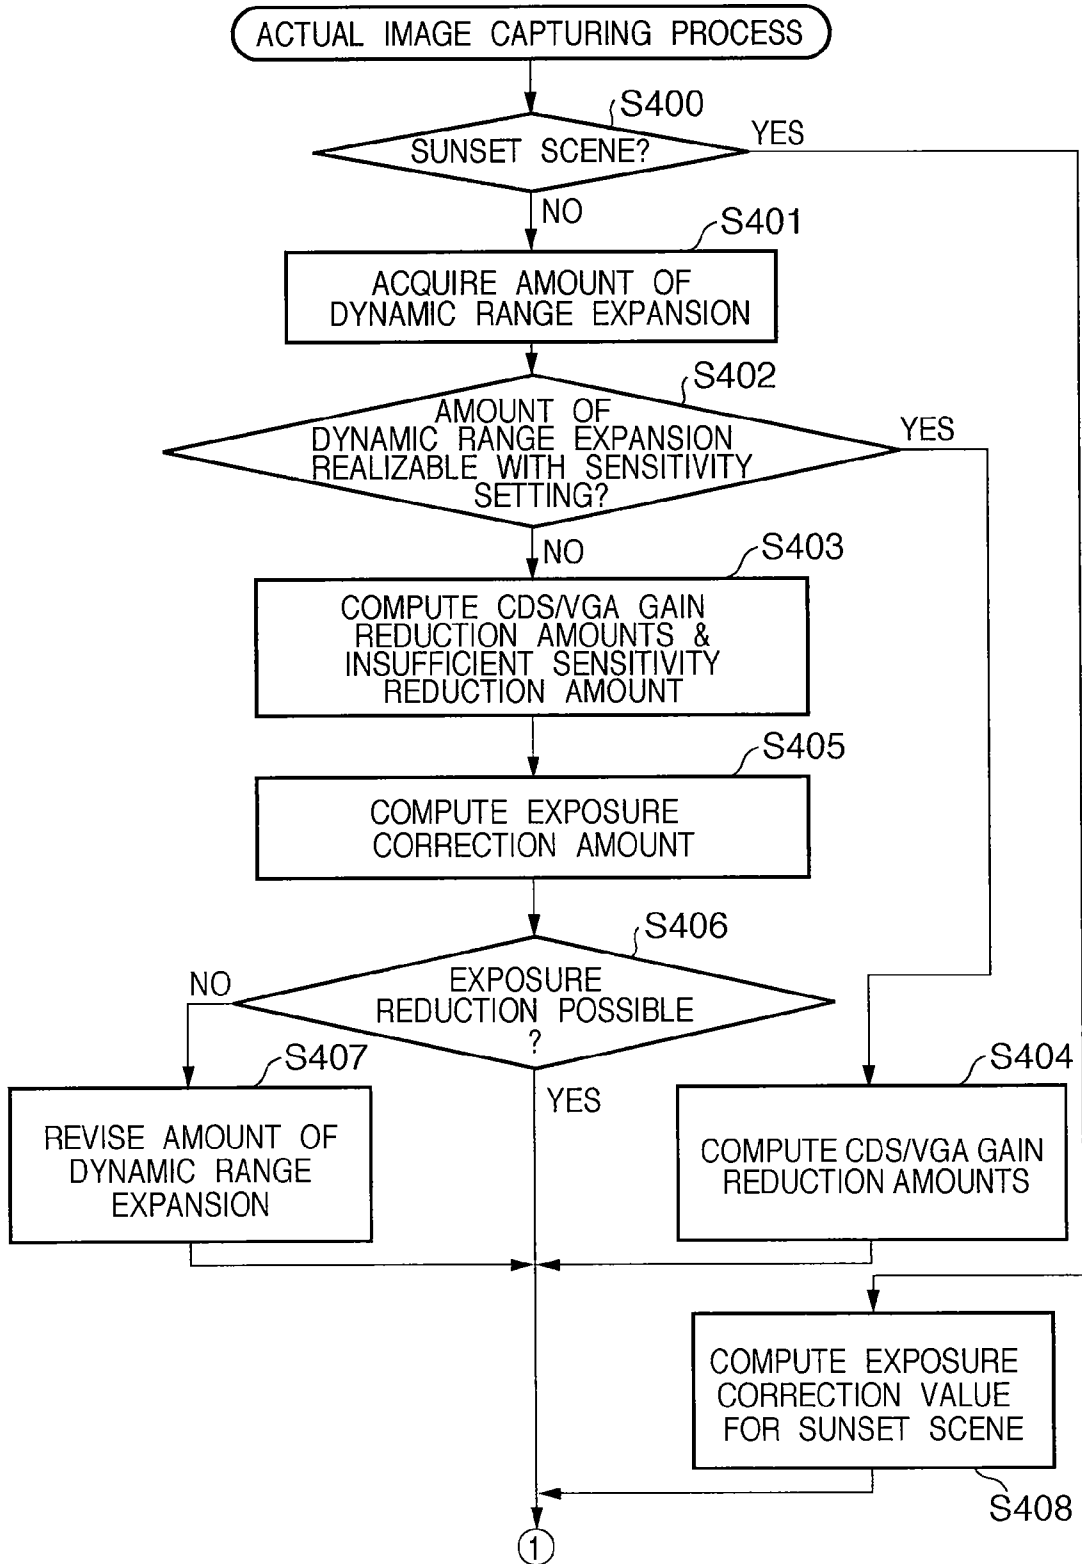 ACTUAL IMAGE CAPTURING PROCESS
S400
SUNSET SCENE?
YES
NO
S401
ACQUIRE AMOUNT OF
DYNAMIC RANGE EXPANSION
S402
AMOUNT OF
DYNAMIC RANGE EXPANSION
REALIZABLE WITH SENSITIVITY
SETTING?
YES
NO
S403
COMPUTE CDS/VGA GAIN
REDUCTION AMOUNTS &
INSUFFICIENT SENSITIVITY
REDUCTION AMOUNT
S405
COMPUTE EXPOSURE
CORRECTION AMOUNT
S406
EXPOSURE
REDUCTION POSSIBLE
?
NO
YES
S407
REVISE AMOUNT OF
DYNAMIC RANGE
EXPANSION
S404
COMPUTE CDS/VGA GAIN
REDUCTION AMOUNTS
COMPUTE EXPOSURE
CORRECTION VALUE
FOR SUNSET SCENE
S408
1